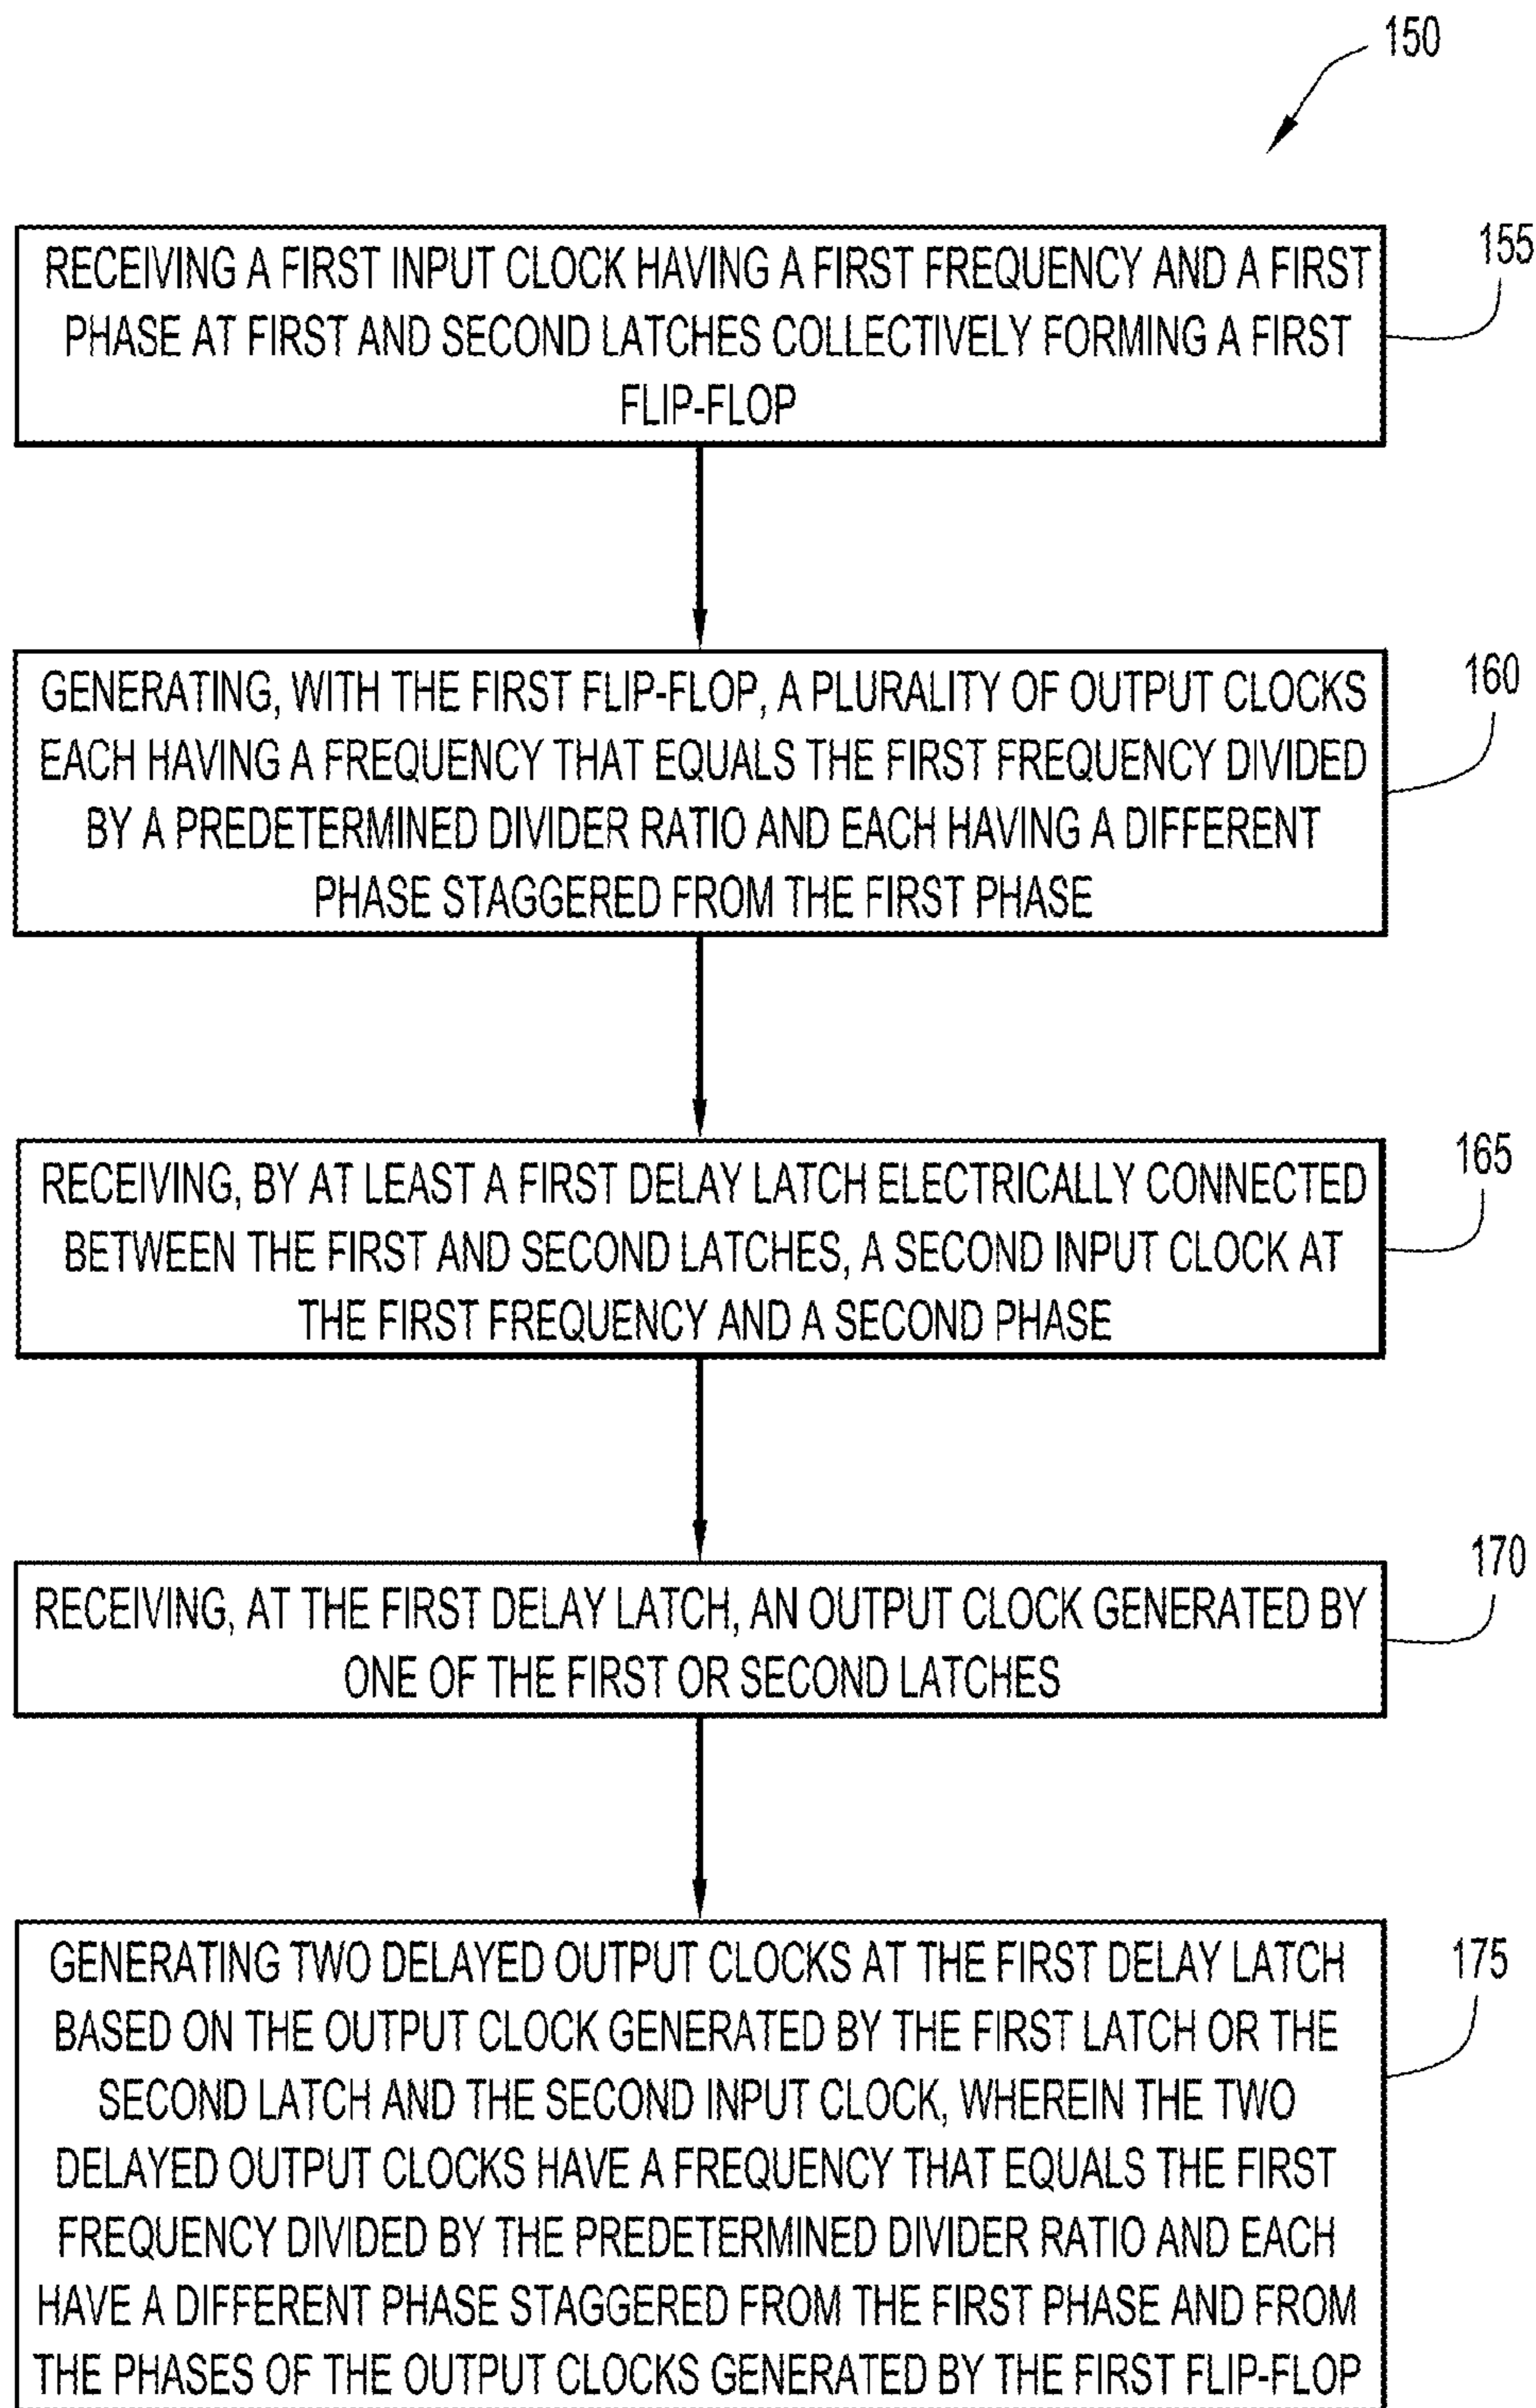 150
RECEIVING A FIRST INPUT CLOCK HAVING A FIRST FREQUENCY AND A FIRST
PHASE AT FIRST AND SECOND LATCHES COLLECTIVELY FORMING A FIRST
FLIP-FLOP
155
GENERATING, WITH THE FIRST FLIP-FLOP, A PLURALITY OF OUTPUT CLOCKS
EACH HAVING A FREQUENCY THAT EQUALS THE FIRST FREQUENCY DIVIDED
BY A PREDETERMINED DIVIDER RATIO AND EACH HAVING A DIFFERENT
PHASE STAGGERED FROM THE FIRST PHASE
160
RECEIVING, BY AT LEAST A FIRST DELAY LATCH ELECTRICALLY CONNECTED
BETWEEN THE FIRST AND SECOND LATCHES, A SECOND INPUT CLOCK AT
THE FIRST FREQUENCY AND A SECOND PHASE
165
RECEIVING, AT THE FIRST DELAY LATCH, AN OUTPUT CLOCK GENERATED BY
ONE OF THE FIRST OR SECOND LATCHES
170
GENERATING TWO DELAYED OUTPUT CLOCKS AT THE FIRST DELAY LATCH
BASED ON THE OUTPUT CLOCK GENERATED BY THE FIRST LATCH OR THE
SECOND LATCH AND THE SECOND INPUT CLOCK, WHEREIN THE TWO
DELAYED OUTPUT CLOCKS HAVE A FREQUENCY THAT EQUALS THE FIRST
FREQUENCY DIVIDED BY THE PREDETERMINED DIVIDER RATIO AND EACH
HAVE A DIFFERENT PHASE STAGGERED FROM THE FIRST PHASE AND FROM
THE PHASES OF THE OUTPUT CLOCKS GENERATED BY THE FIRST FLIP-FLOP
175